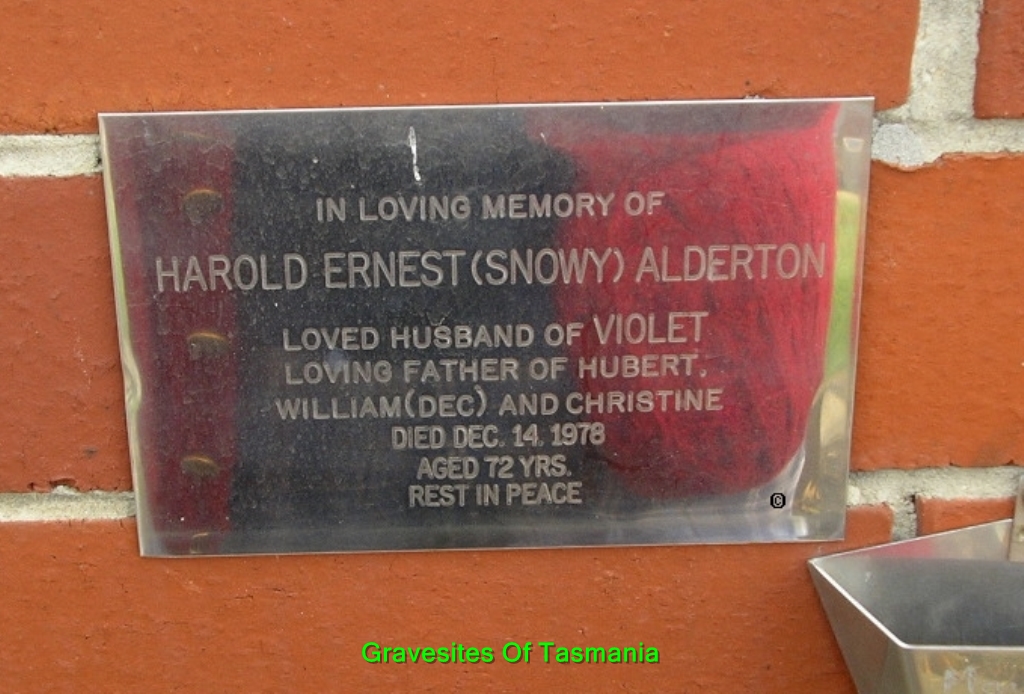 IN LOVING MEMORY OF
HAROLD ERNEST (SNOWY) ALDERTON
LOVED HUSBAND OF VIOLET
LOVING FATHER OF HUBERT.
WILLIAM (DEC) AND CHRISTINE
DIED DEC. 14. 1978
AGED 72 YRS.
REST IN PEACE
©
Gravesites Of Tasmania